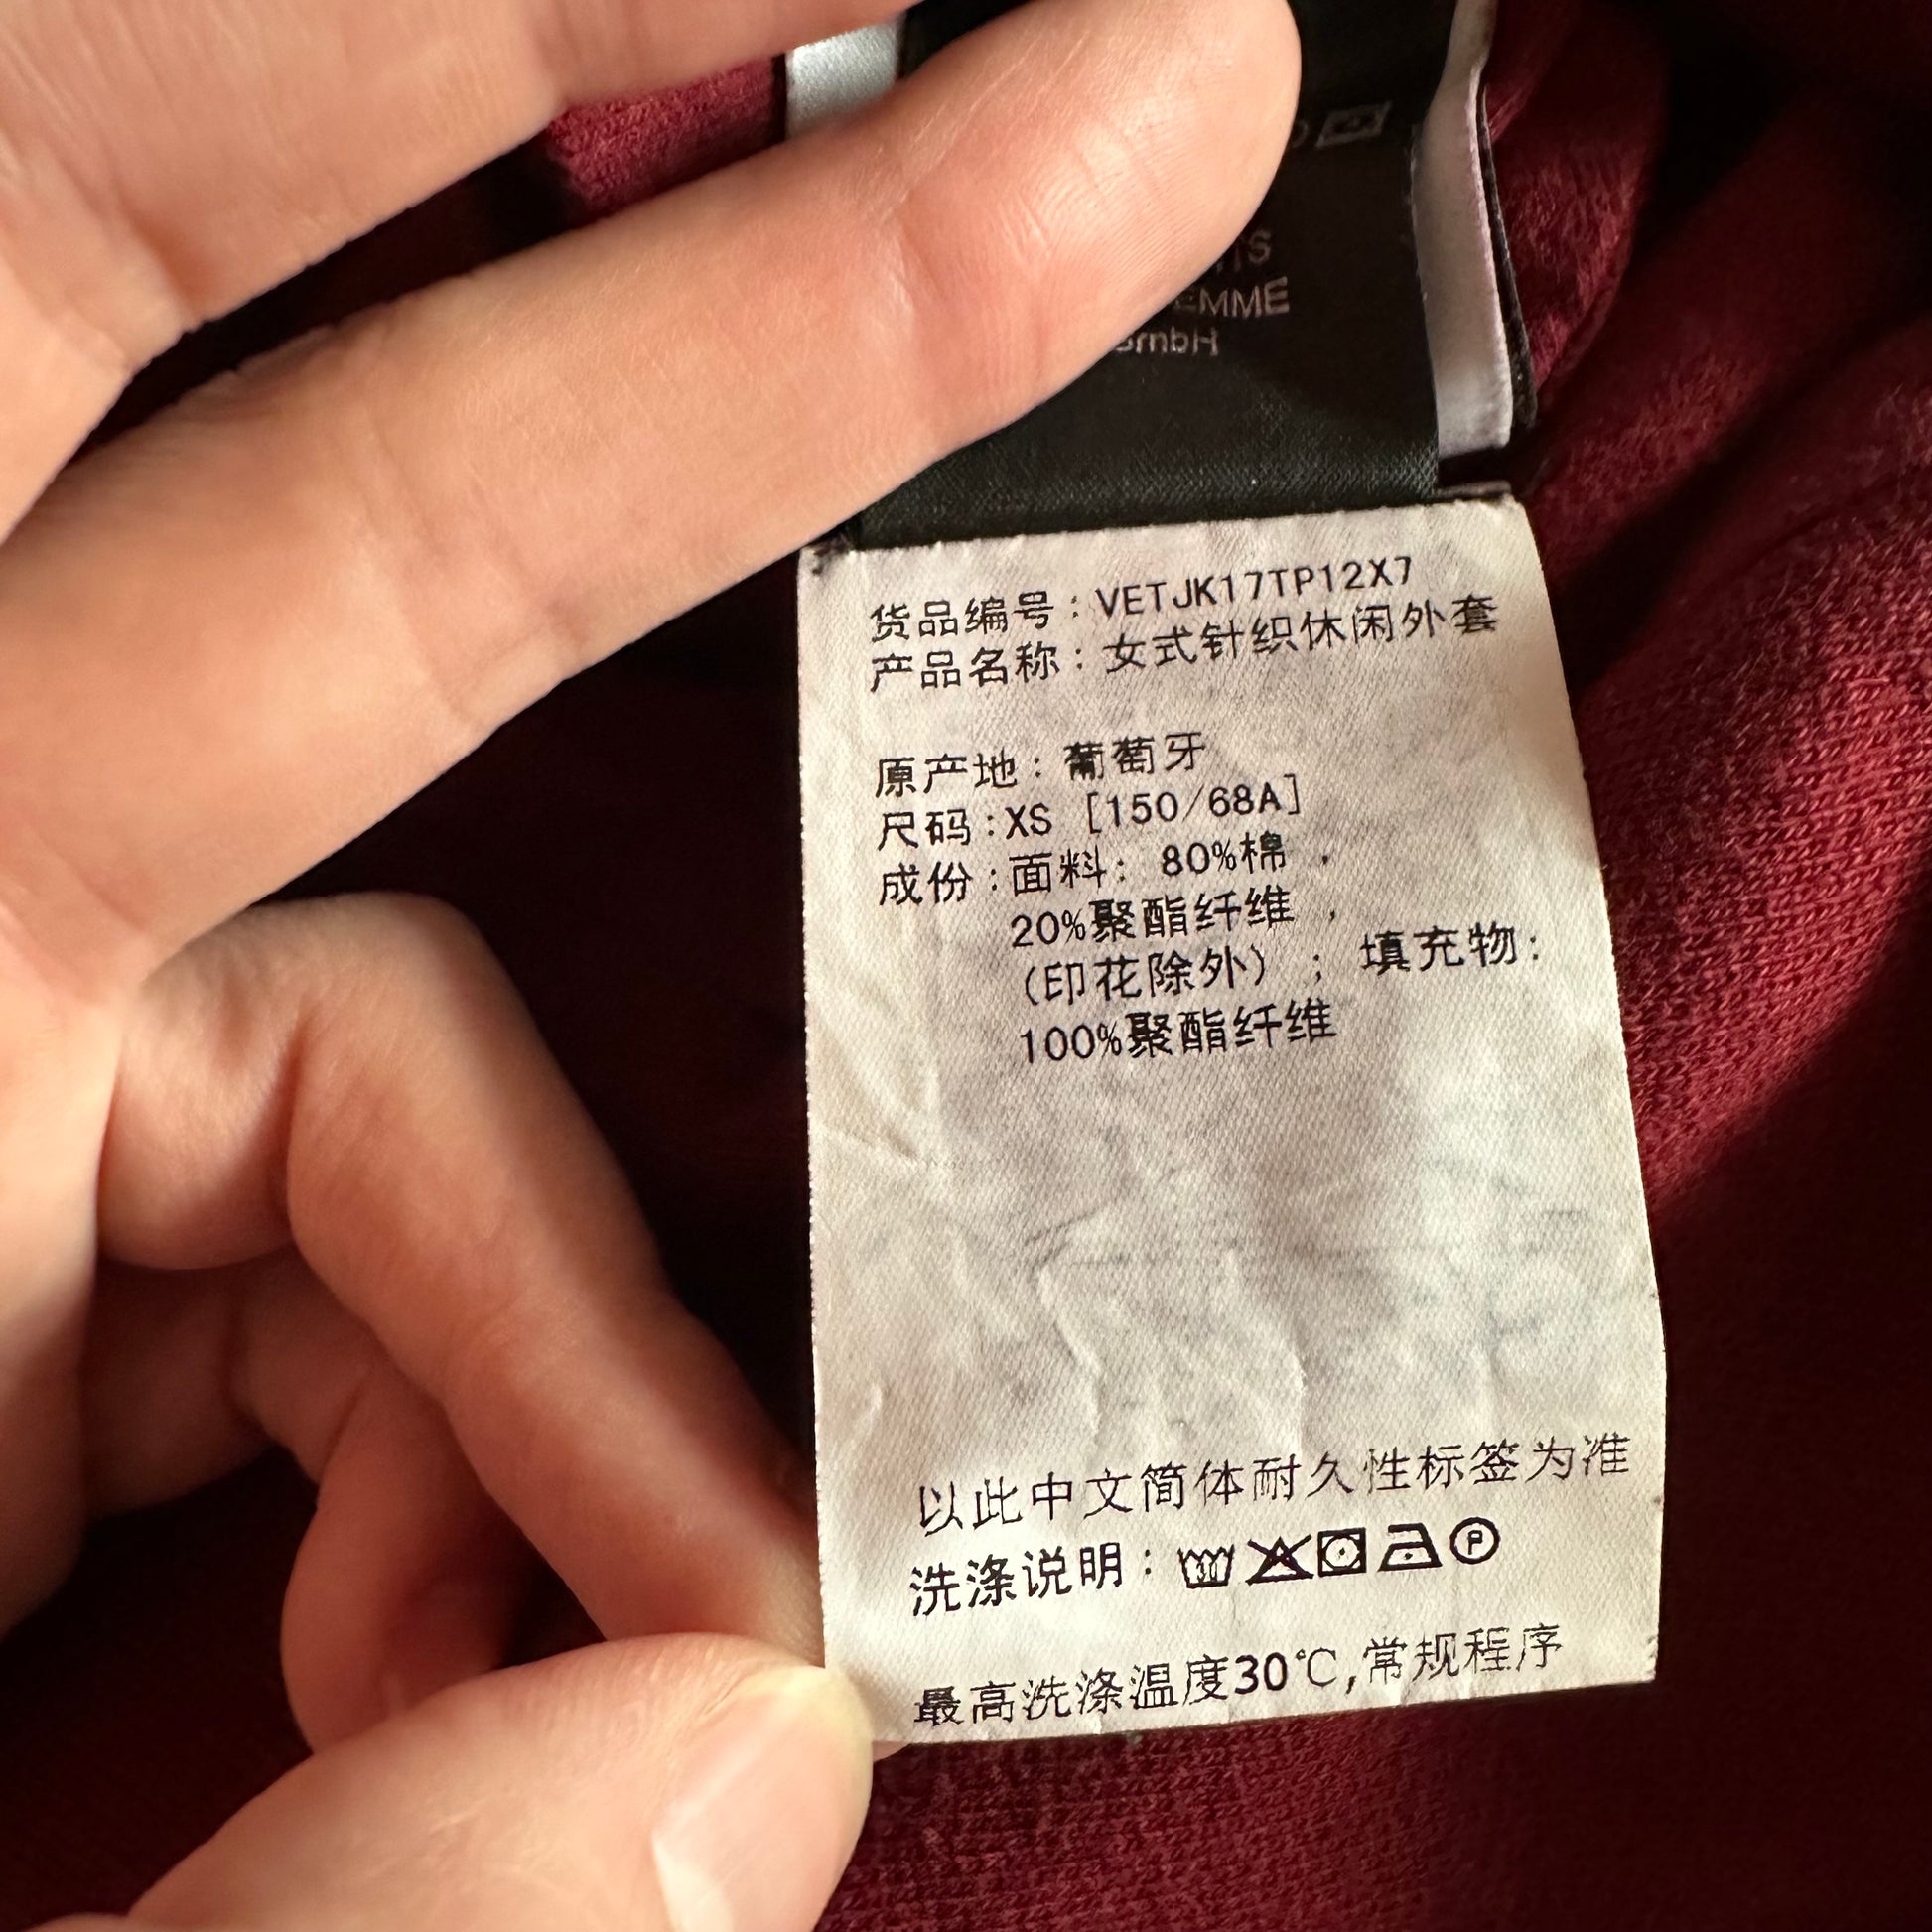 GmbH
货品编号:VETJK17TP12X7
产品名称:女式针织休闲外套
原产地:葡萄牙
尺码:XS [150/68A]
成份:面料: 80%棉 ,
20%聚酯纤维 ,
(印花除外) ; 填充物:
100%聚酯纤维
以此中文简体耐久性标签为准
洗涤说明: 30 P
最高洗涤温度30℃,常规程序